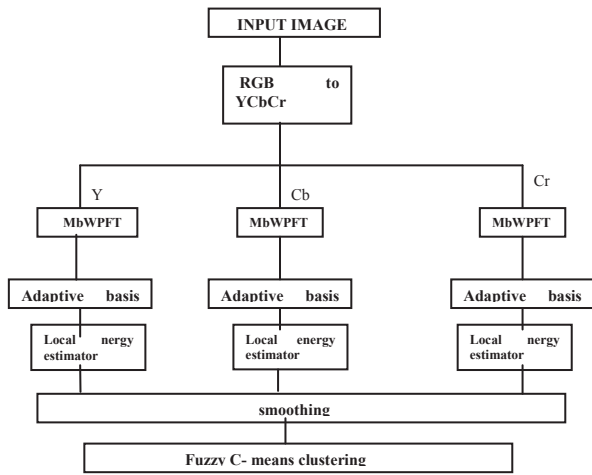 INPUT IMAGE
RGB to
YCbCr
Y Cb Cr
MbWPFT MbWPFT MbWPFT
Adaptive basis Adaptive basis Adaptive basis
Local nergy Local energy Local nergy
estimator estimator estimator
smoothing
Fuzzy C- means clustering